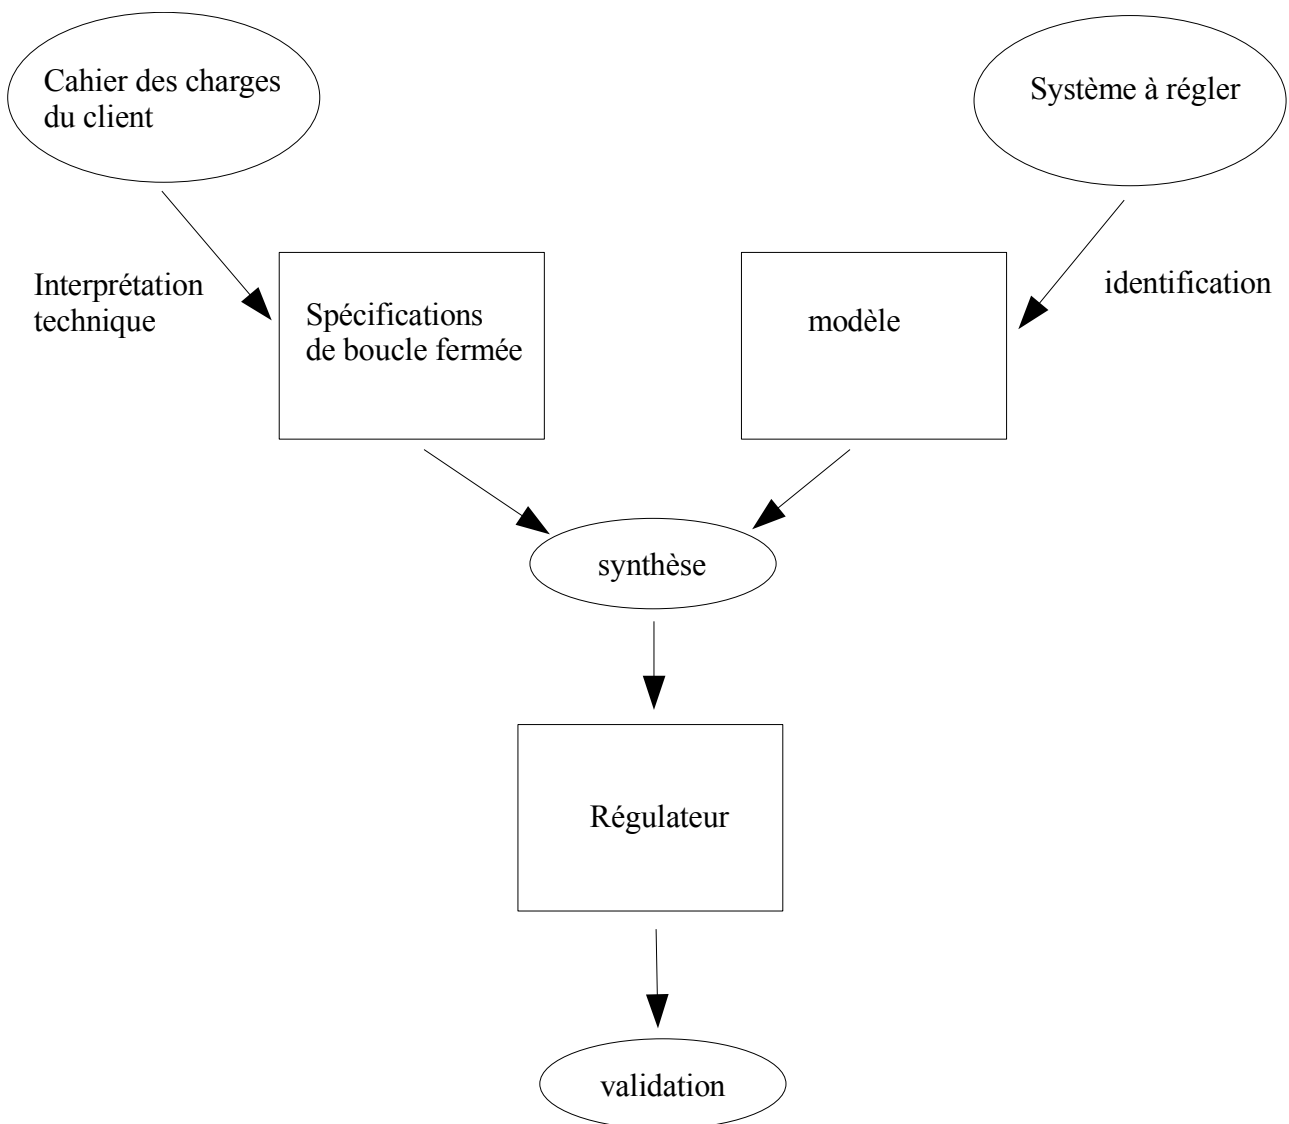 Cahier des charges
du client
Système à régler
Interprétation
technique
identification
Spécifications
de boucle fermée
modèle
synthèse
Régulateur
validation